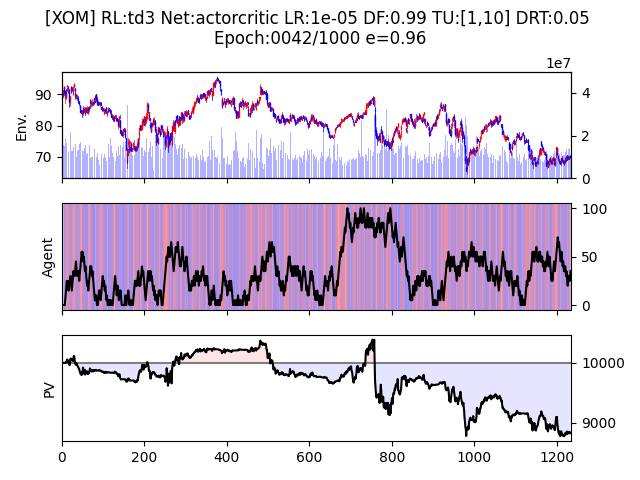 [XOM] RL:td3 Net:actorcritic LR:1e-05 DF:0.99 TU:[1,10] DRT:0.05
Epoch:0042/1000 e=0.96
1e7
Env.
90
80
70
4
2
0
Agent
100
50
0
PV
10000
9000
0 200 400 600 800 1000 1200